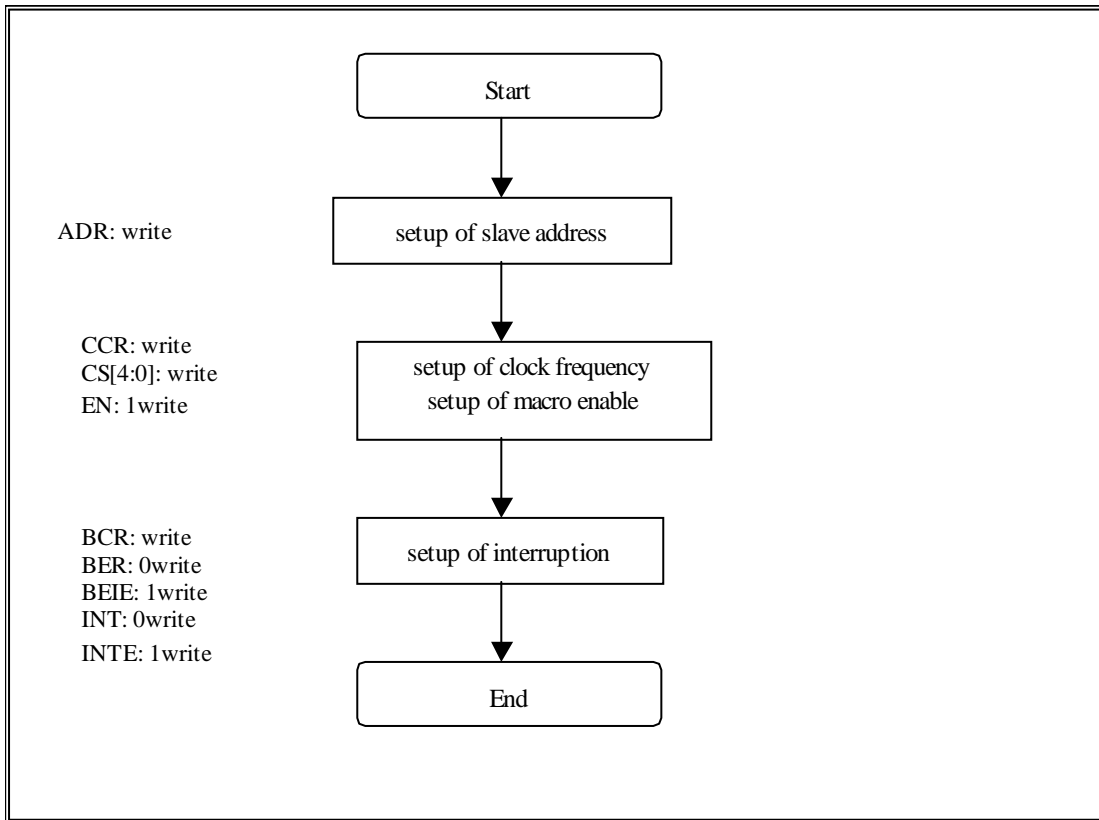 Start
ADR: write
setup of slave address
CCR: write
CS[4:0]: write
EN: 1write
setup of clock frequency
setup of macro enable
BCR: write
BER: 0write
BEIE: 1write
INT: 0write
INTE: 1write
setup of interruption
End